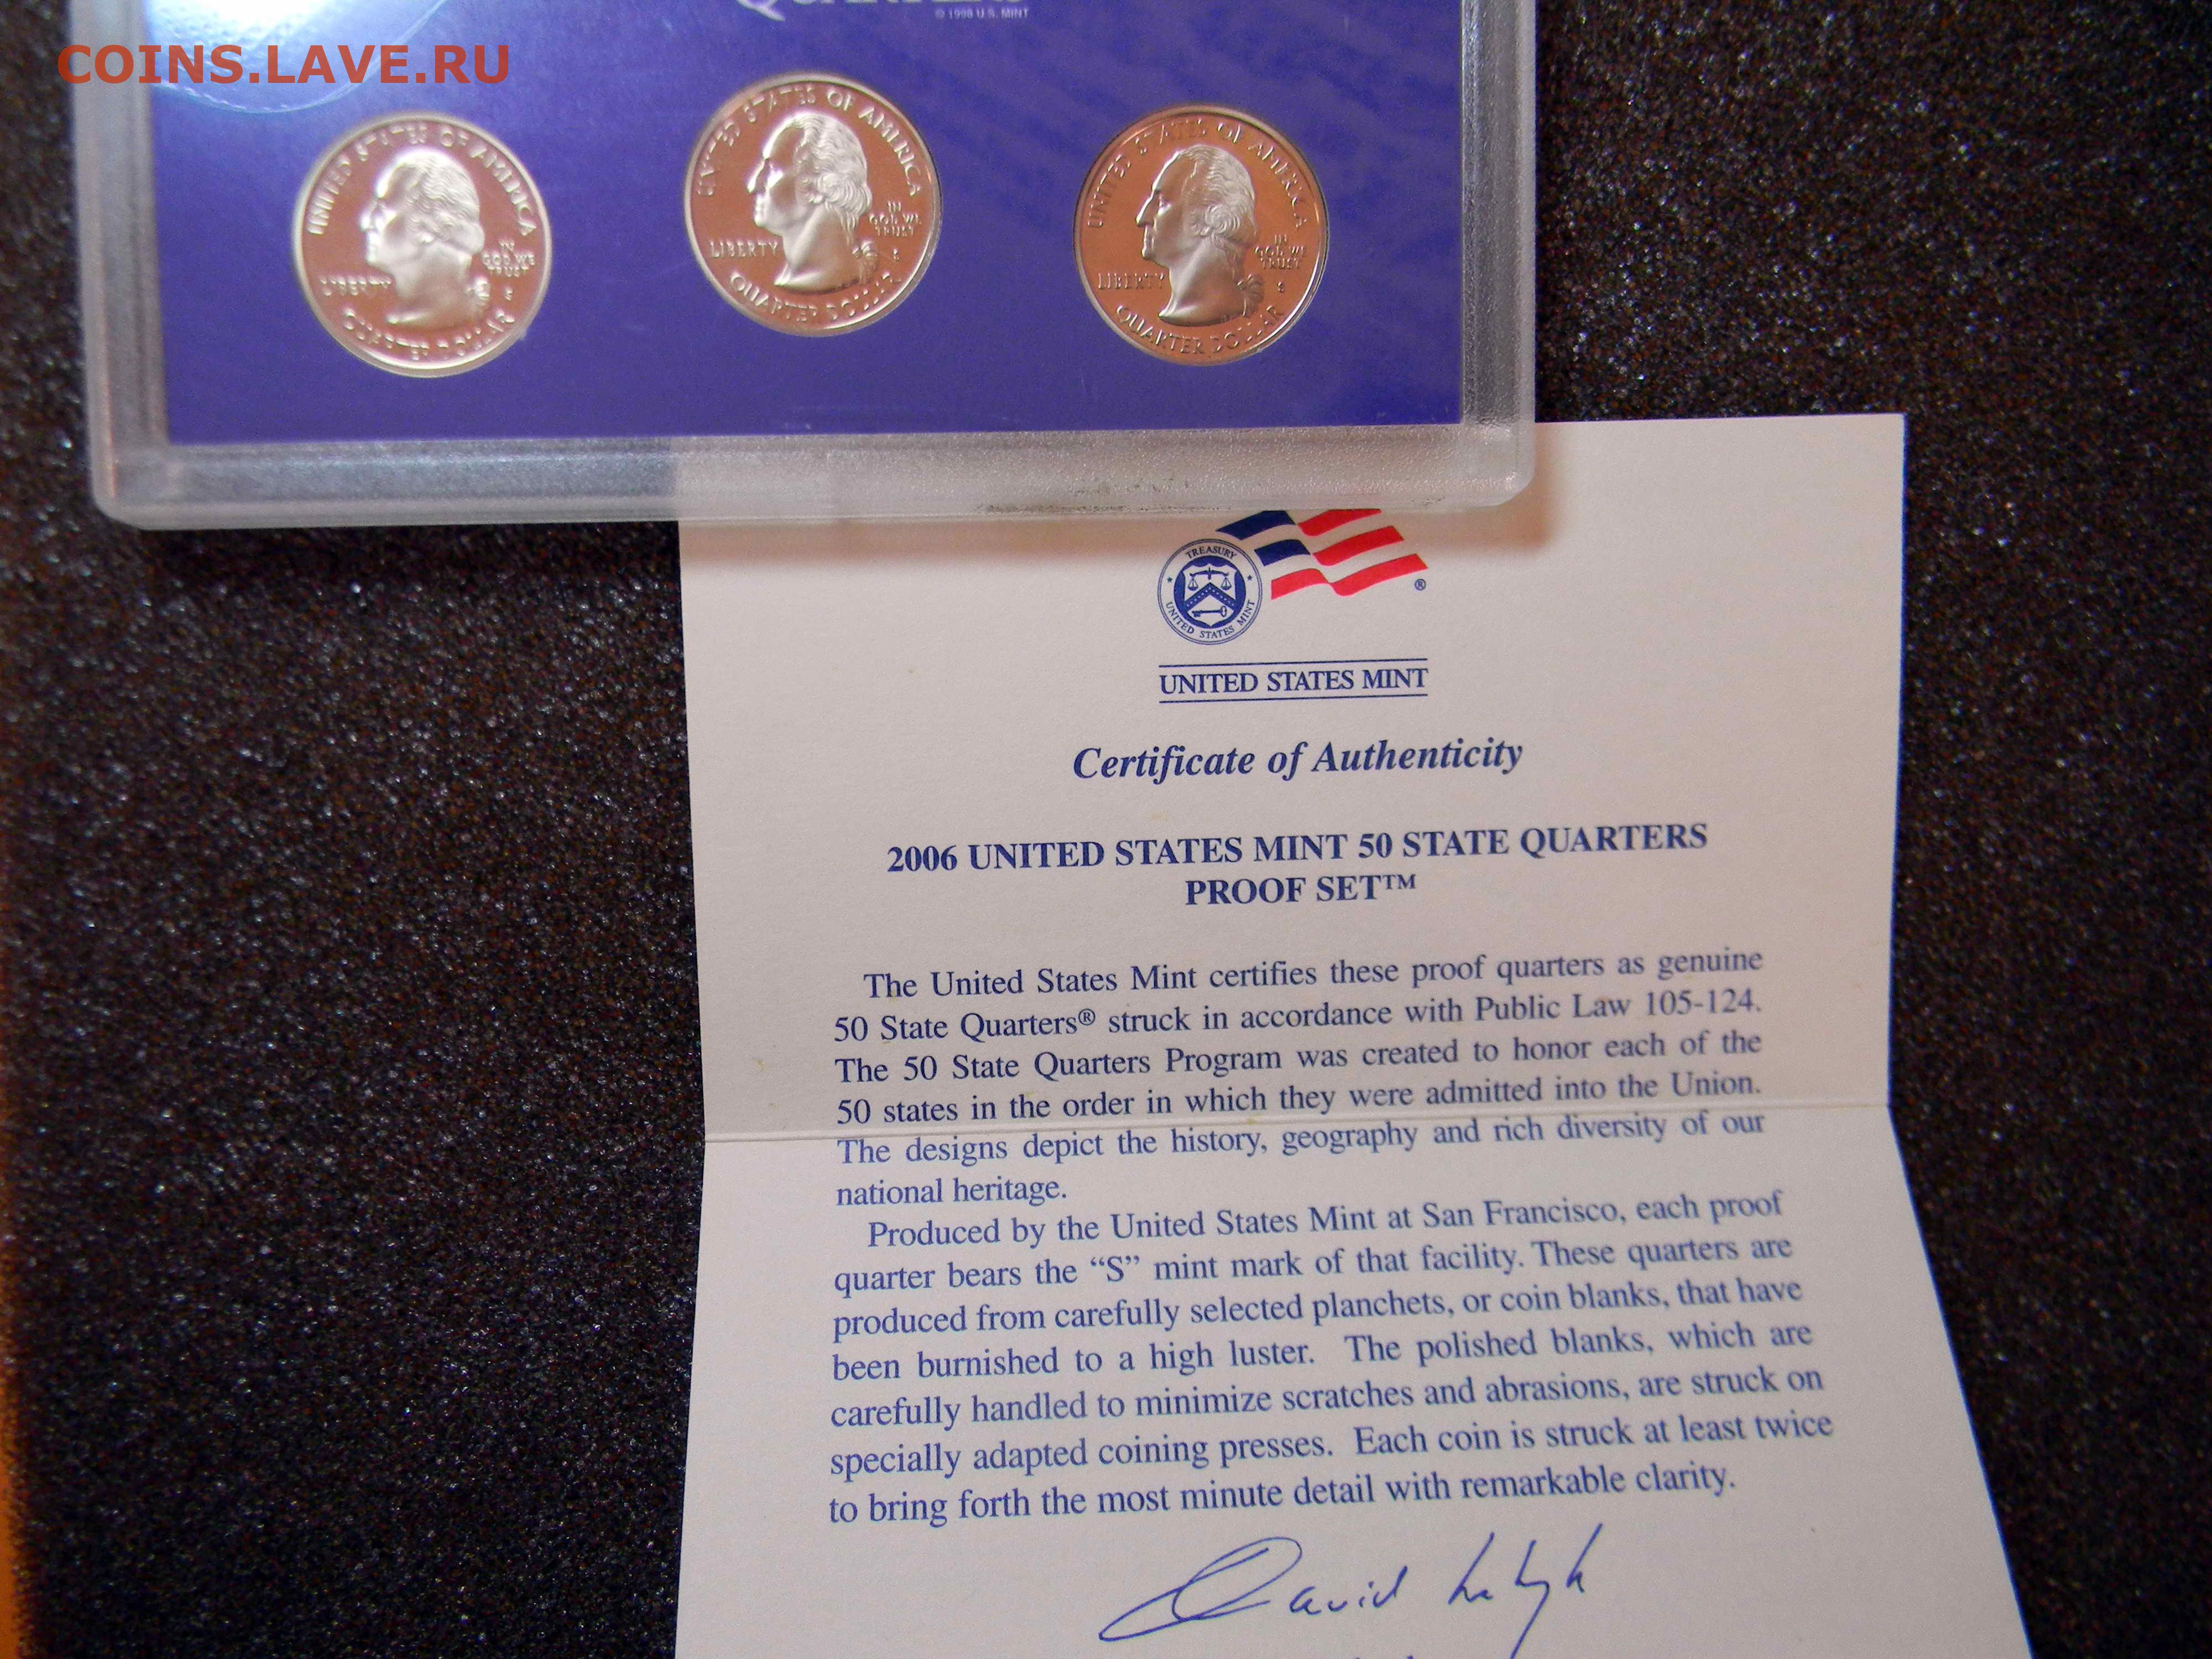 QUARTERS
© 1998 U.S. MINT
COINS.LAVE.RU
UNITED STATES OF AMERICA
IN
GOD WE
TRUST
LIBERTY
S
QUARTER DOLLAR
UNITED STATES OF AMERICA
IN
GOD WE
TRUST
LIBERTY
S
QUARTER DOLLAR
UNITED STATES OF AMERICA
IN
GOD WE
TRUST
LIBERTY
S
QUARTER DOLLAR
TREASURY
UNITED STATES MINT
®
UNITED STATES MINT
Certificate of Authenticity
2006 UNITED STATES MINT 50 STATE QUARTERS
PROOF SET™
The United States Mint certifies these proof quarters as genuine
50 State Quarters® struck in accordance with Public Law 105-124.
The 50 State Quarters Program was created to honor each of the
50 states in the order in which they were admitted into the Union.
The designs depict the history, geography and rich diversity of our
national heritage.
Produced by the United States Mint at San Francisco, each proof
quarter bears the “S” mint mark of that facility. These quarters are
produced from carefully selected planchets, or coin blanks, that have
been burnished to a high luster. The polished blanks, which are
carefully handled to minimize scratches and abrasions, are struck on
specially adapted coining presses. Each coin is struck at least twice
to bring forth the most minute detail with remarkable clarity.
David